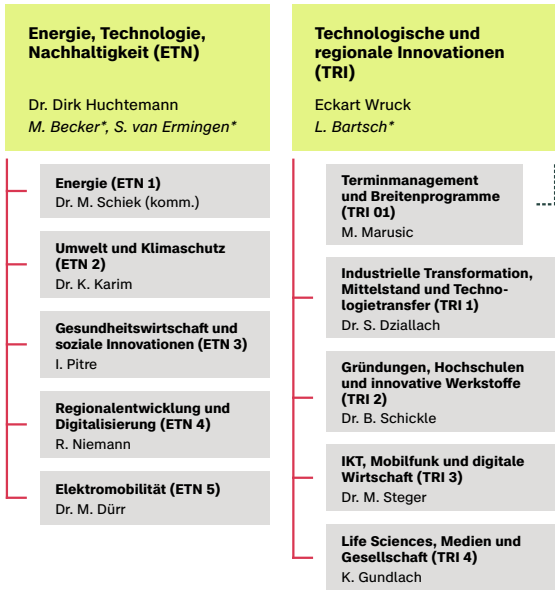 Energie, Technologie,
Nachhaltigkeit (ETN)
Dr. Dirk Huchtemann
M. Becker*, S. van Ermingen*
Energie (ETN 1)
Dr. M. Schiek (komm.)
Umwelt und Klimaschutz
(ETN 2)
Dr. K. Karim
Gesundheitswirtschaft und
soziale Innovationen (ETN 3)
I. Pitre
Regionalentwicklung und
Digitalisierung (ETN 4)
R. Niemann
Elektromobilität (ETN 5)
Dr. M. Dürr
Technologische und
regionale Innovationen
(TRI)
Eckart Wruck
L. Bartsch*
Terminmanagement
und Breitenprogramme
(TRI 01)
M. Marusic
Industrielle Transformation,
Mittelstand und Techno-
logietransfer (TRI 1)
Dr. S. Dziallach
Gründungen, Hochschulen
und innovative Werkstoffe
(TRI 2)
Dr. B. Schickle
IKT, Mobilfunk und digitale
Wirtschaft (TRI 3)
Dr. M. Steger
Life Sciences, Medien und
Gesellschaft (TRI 4)
K. Gundlach